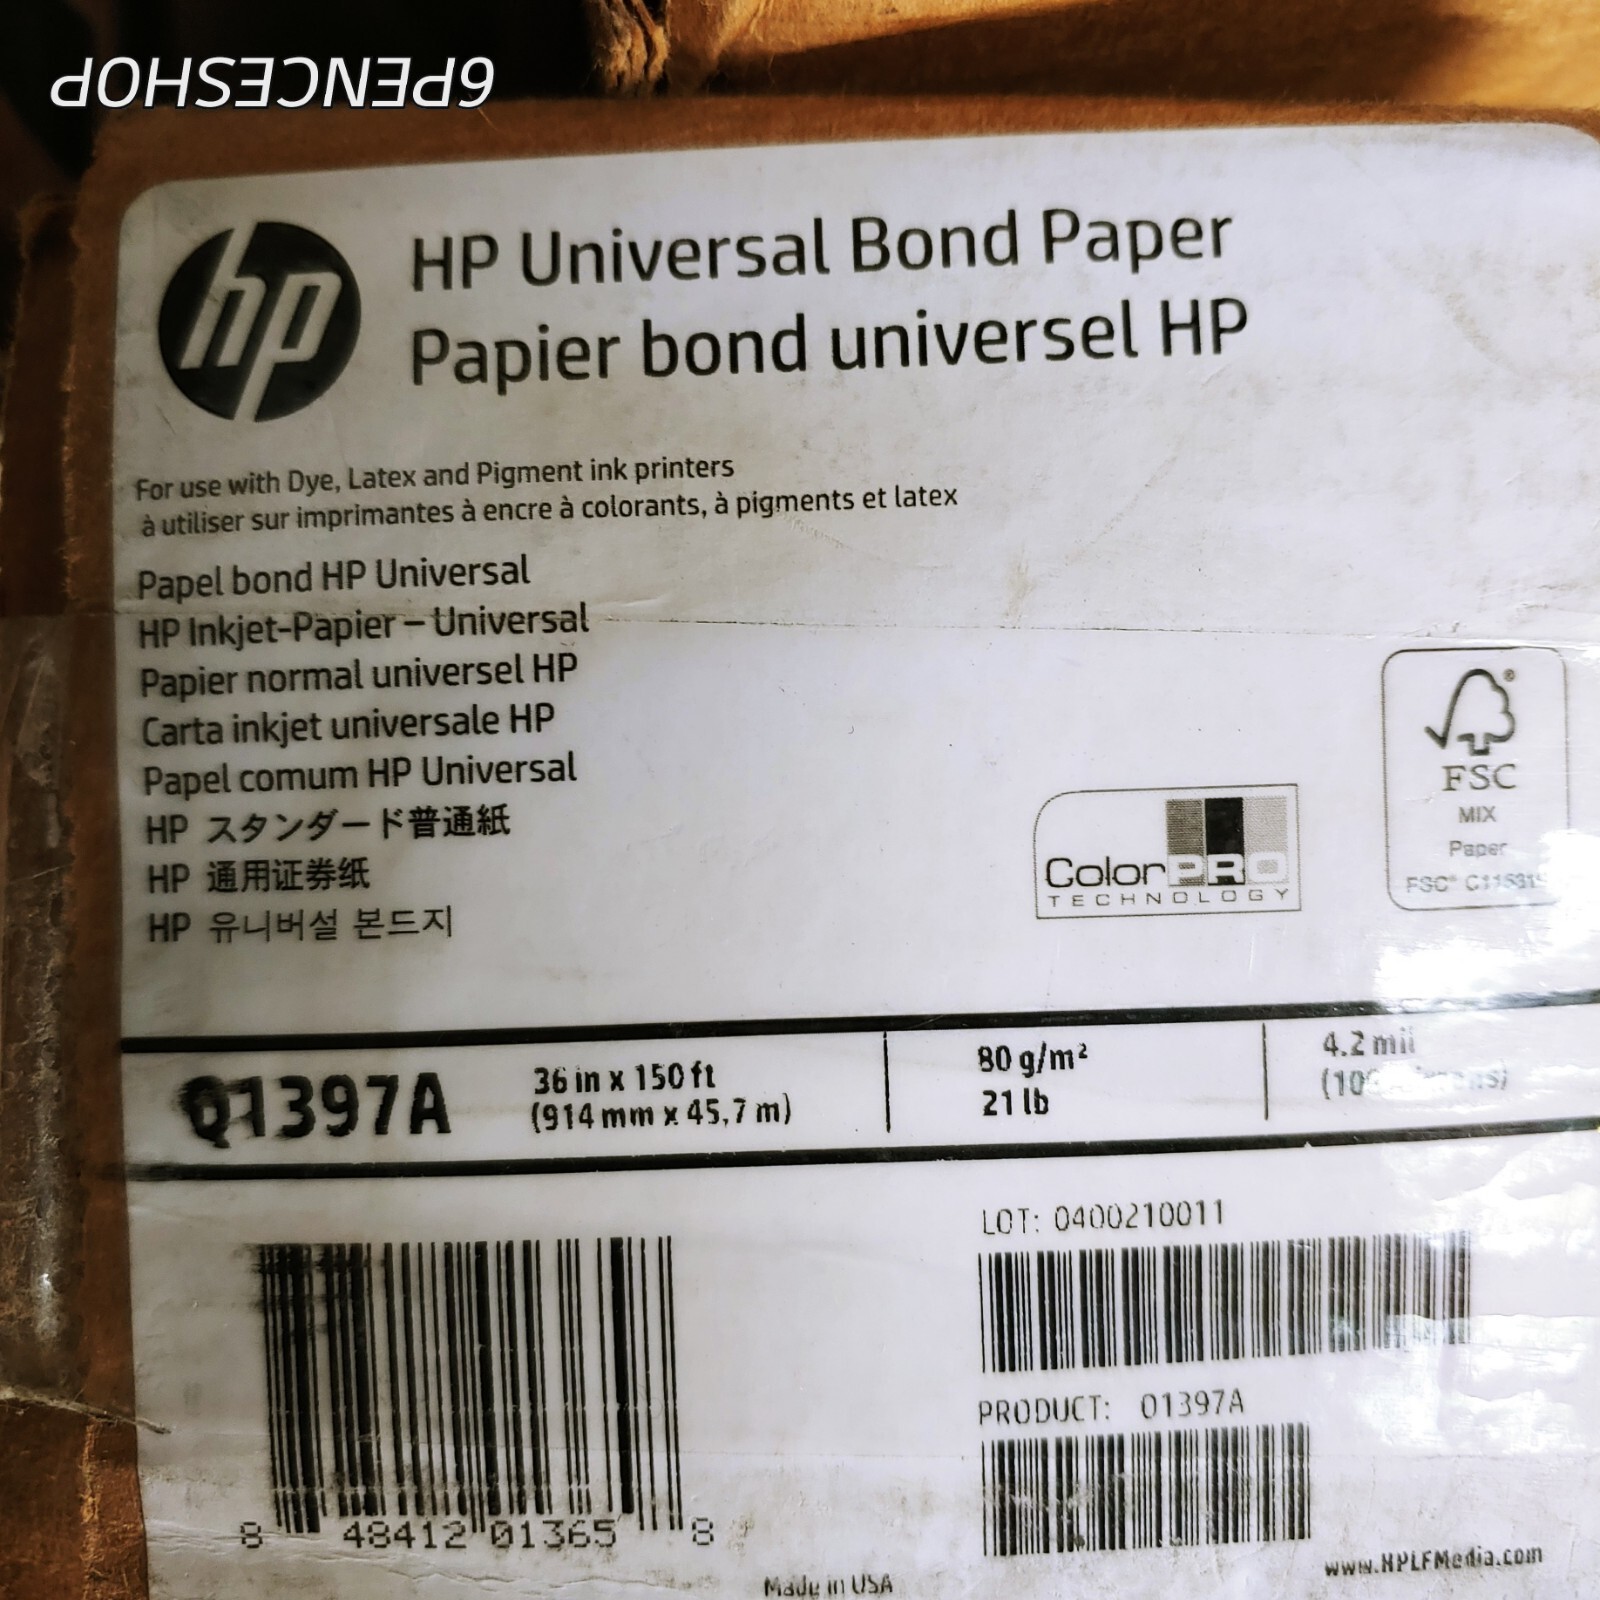 6PENCESHOP
hp
HP Universal Bond Paper
Papier bond universel HP
For use with Dye, Latex and Pigment ink printers
à utiliser sur imprimantes à encre à colorants, à pigments et latex
Papel bond HP Universal
HP Inkjet-Papier – Universal
Papier normal universel HP
Carta inkjet universale HP
Papel comum HP Universal
HP スタンダード普通紙
HP 通用证券纸
HP 유니버설 본드지
ColorPRO
TECHNOLOGY
FSC
MIX
Paper
FSC®
Q1397A
36 in x 150 ft
(914 mm x 45,7 m)
80 g/m²
21 lb
4.2 mil
LOT: 0400210011
PRODUCT: Q1397A
8 48412 01365 8
www.HPLFMedia.com
Made in USA